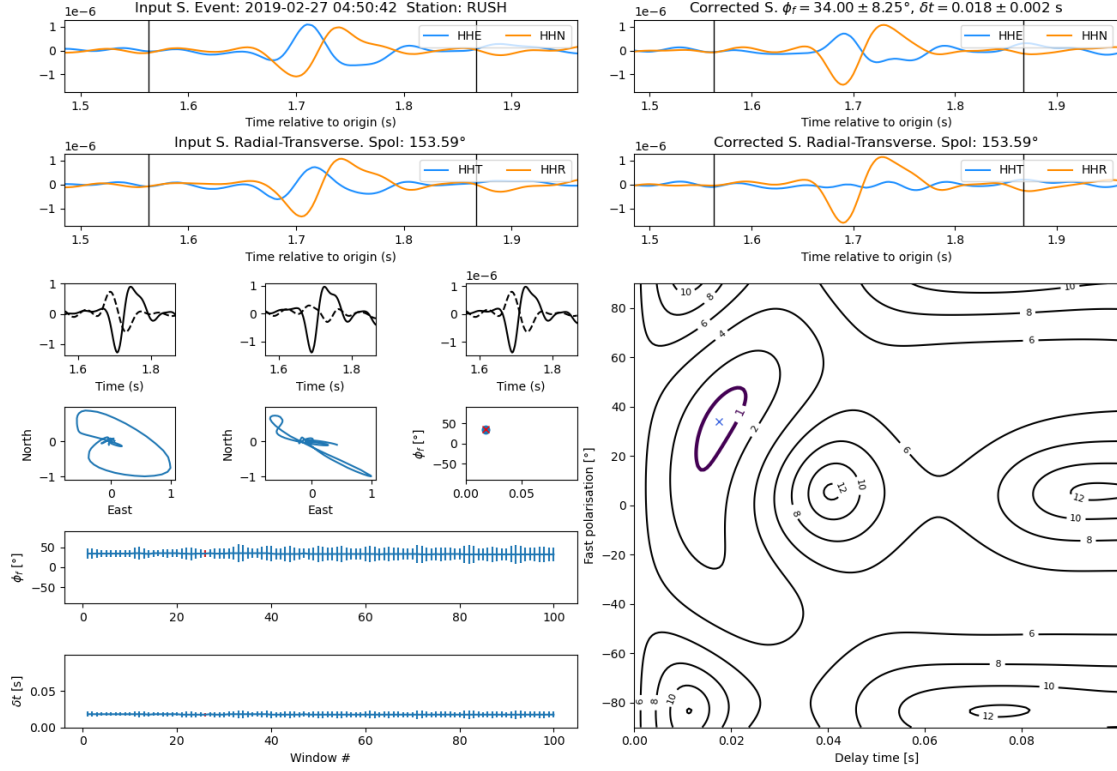 Input S. Event: 2019-02-27 04:50:42 Station: RUSH
1e−6
HHE HHN
1
0
−1
1.5 1.6 1.7 1.8 1.9
Time relative to origin (s)
Corrected S. ϕf = 34.00 ± 8.25°, δt = 0.018 ± 0.002 s
1e−6
HHE HHN
1
0
−1
1.5 1.6 1.7 1.8 1.9
Time relative to origin (s)
Input S. Radial-Transverse. Spol: 153.59°
1e−6
HHT HHR
1
0
−1
1.5 1.6 1.7 1.8 1.9
Time relative to origin (s)
Corrected S. Radial-Transverse. Spol: 153.59°
1e−6
HHT HHR
1
0
−1
1.5 1.6 1.7 1.8 1.9
Time relative to origin (s)
1
0
−1
1.6 1.8
Time (s)
1
0
−1
1.6 1.8
Time (s)
1e−6
1
0
−1
1.6 1.8
Time (s)
North
0
−1
0 1
East
North
0
−1
0 1
East
ϕf [°]
50
0
−50
0.00 0.05
ϕf [°]
50
0
−50
0 20 40 60 80 100
δt [s]
0.05
0.00
0 20 40 60 80 100
Window #
Fast polarisation [°]
80
60
40
20
0
−20
−40
−60
−80
0.00 0.02 0.04 0.06 0.08
Delay time [s]
10 8 6 10 8 6
4
1
2
6 6
12 10 8
12 10 8
6 8 10
6
8
10
12